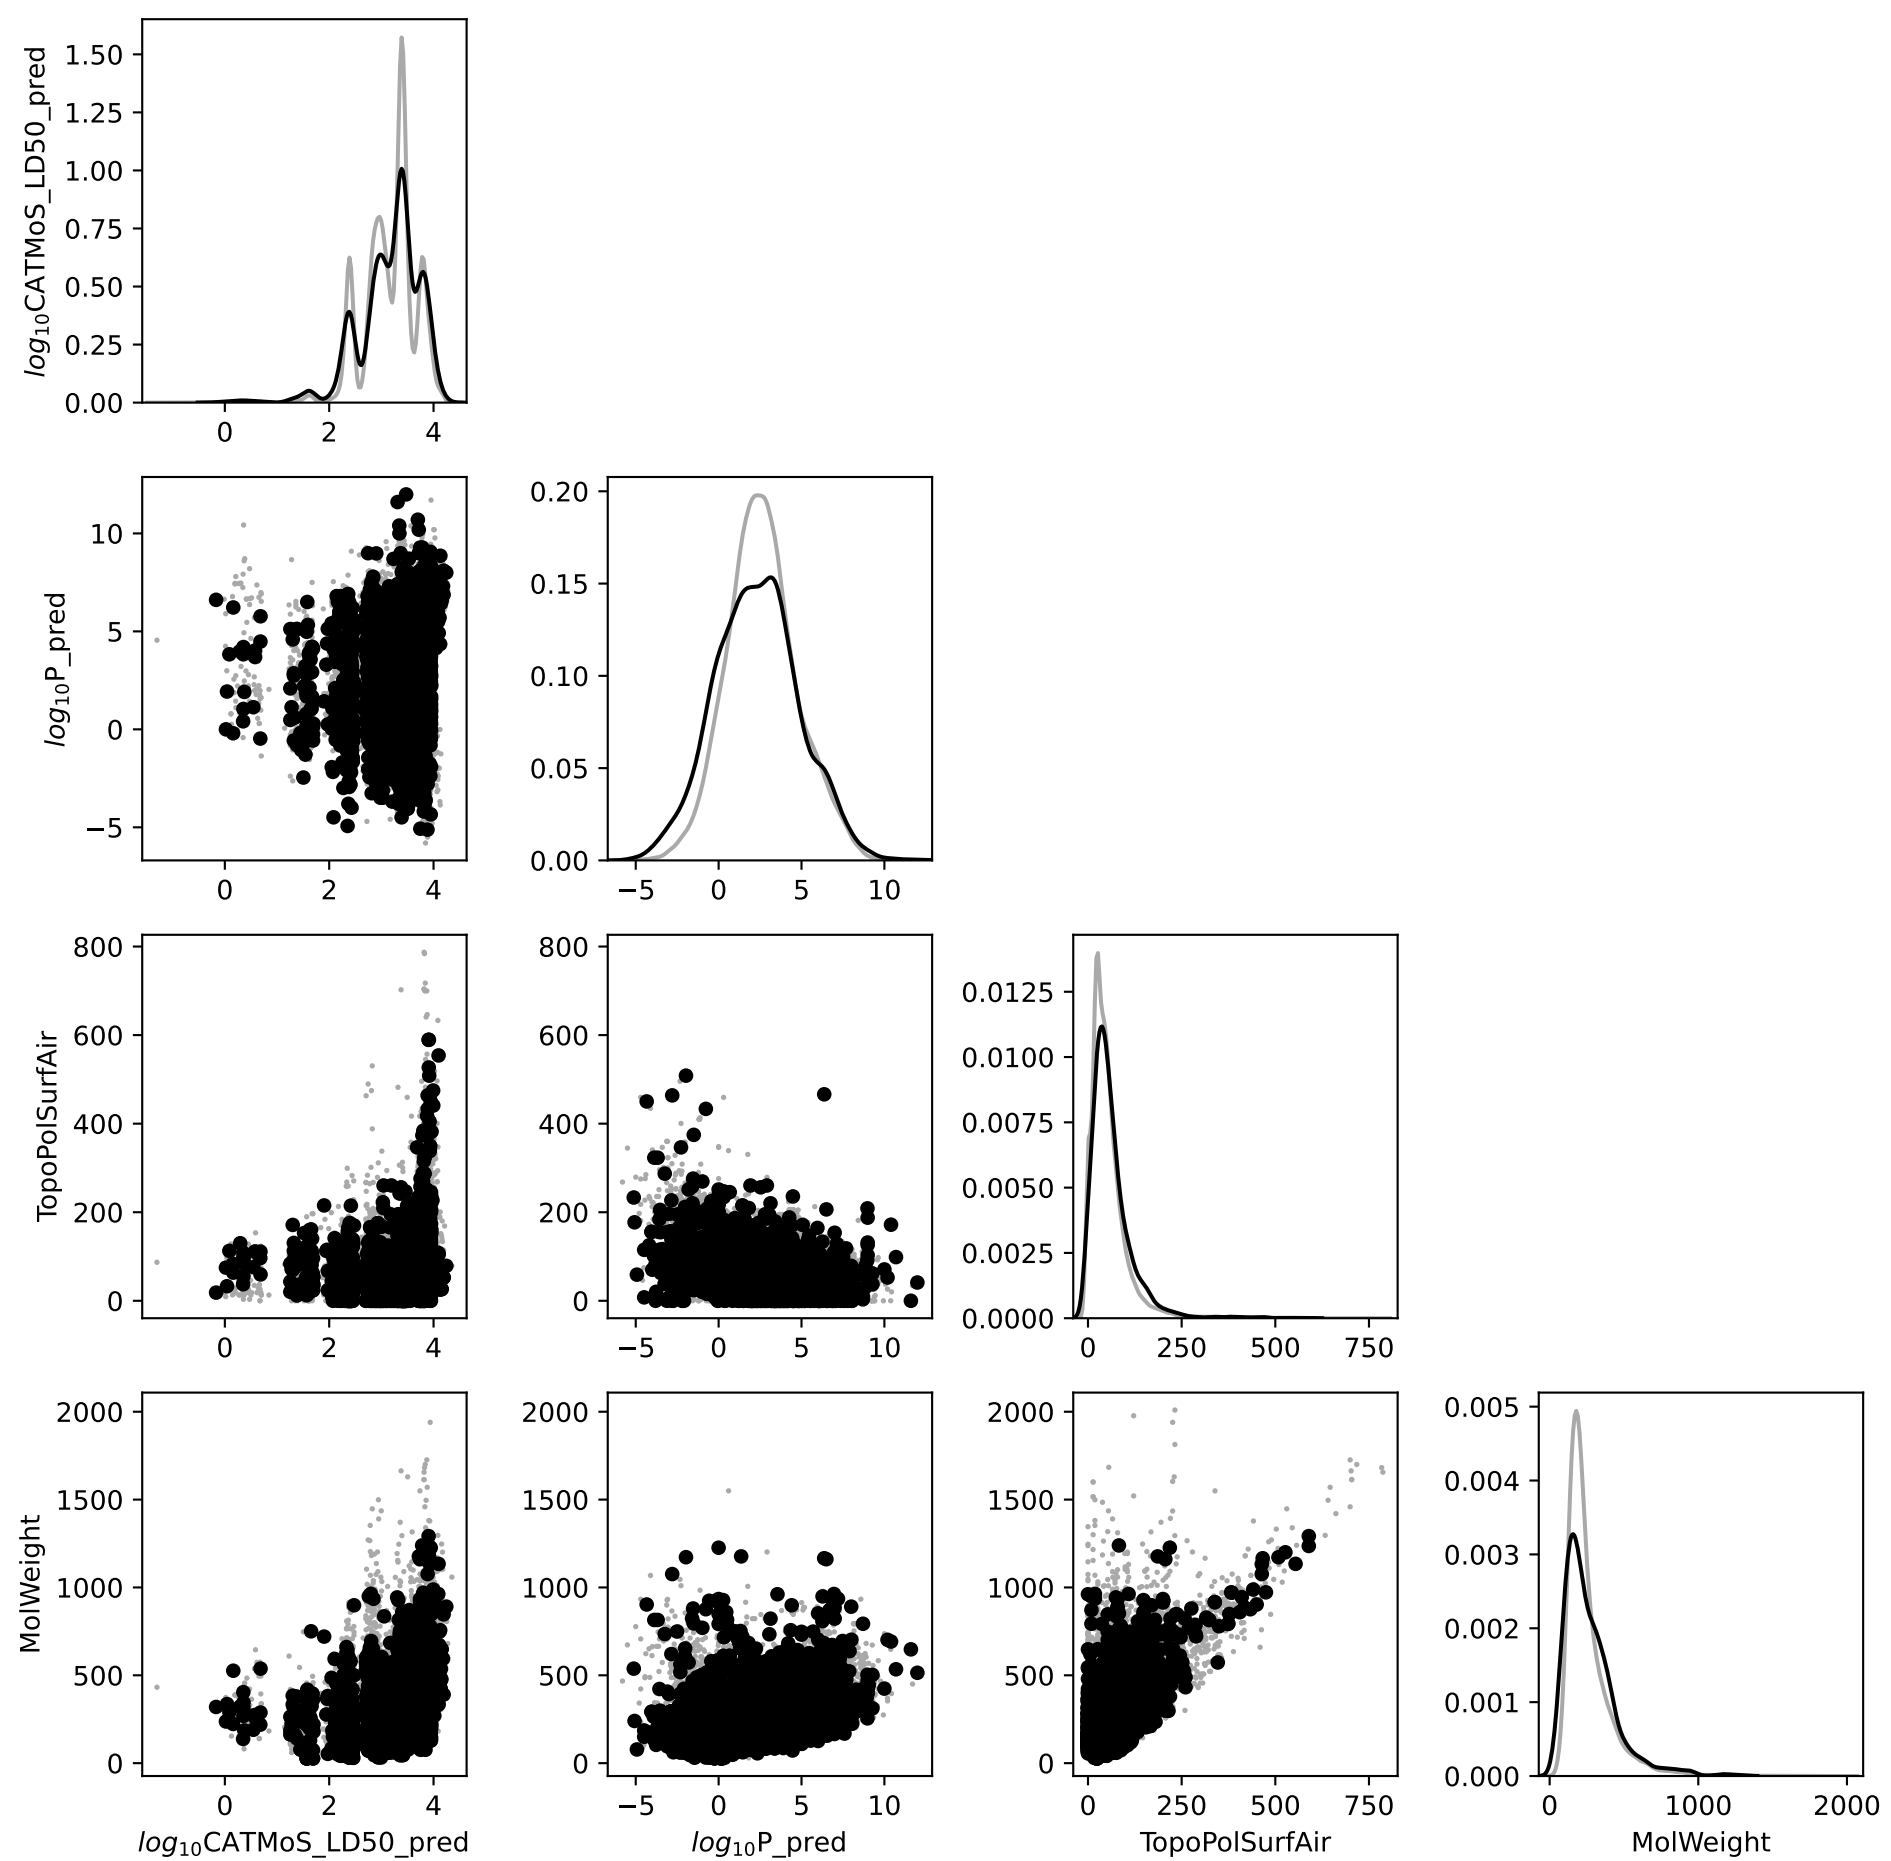 log10CATMoS_LD50_pred
1.50
1.25
1.00
0.75
0.50
0.25
0.00
0 2 4
log10P_pred
10
5
0
−5
0 2 4
0.20
0.15
0.10
0.05
0.00
−5 0 5 10
TopoPolSurfAir
800
600
400
200
0
0 2 4
800
600
400
200
0
−5 0 5 10
0.0125
0.0100
0.0075
0.0050
0.0025
0.0000
0 250 500 750
MolWeight
2000
1500
1000
500
0
0 2 4
log10CATMoS_LD50_pred
2000
1500
1000
500
0
−5 0 5 10
log10P_pred
2000
1500
1000
500
0
0 250 500 750
TopoPolSurfAir
0.005
0.004
0.003
0.002
0.001
0.000
0 1000 2000
MolWeight